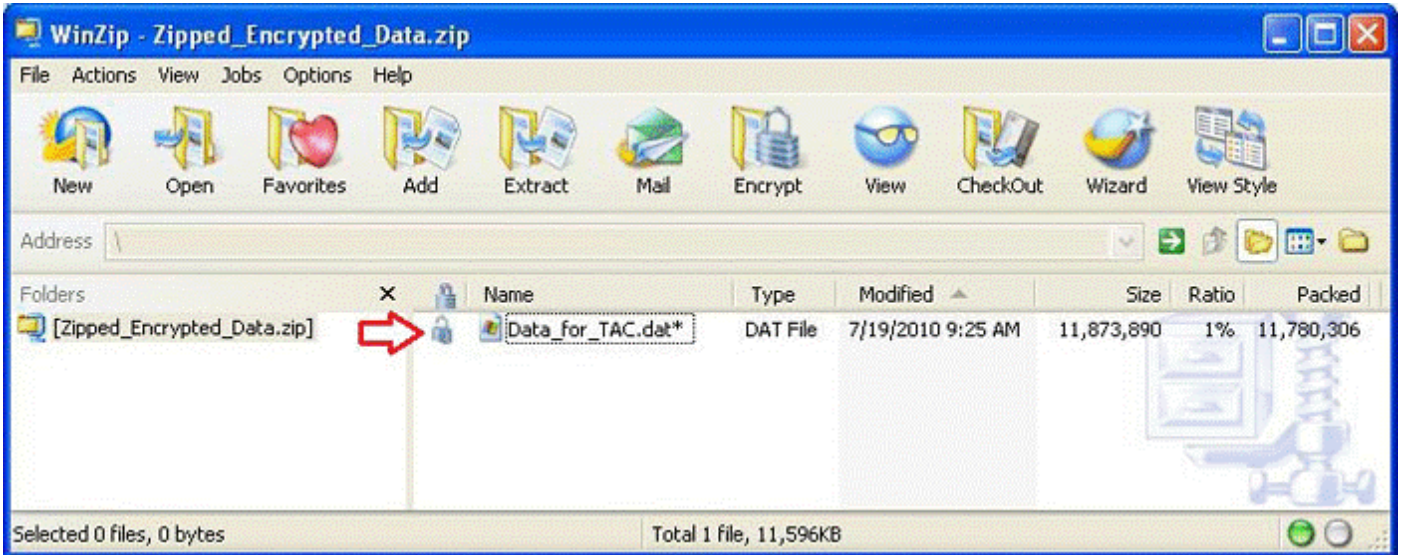 WinZip - Zipped_Encrypted_Data.zip
File Actions View Jobs Options Help
New Open Favorites Add Extract Mail Encrypt View CheckOut Wizard View Style
Address \
Folders X Name Type Modified Size Ratio Packed
[Zipped_Encrypted_Data.zip] Data_for_TAC.dat* DAT File 7/19/2010 9:25 AM 11,873,890 1% 11,780,306
Selected 0 files, 0 bytes Total 1 file, 11,596KB